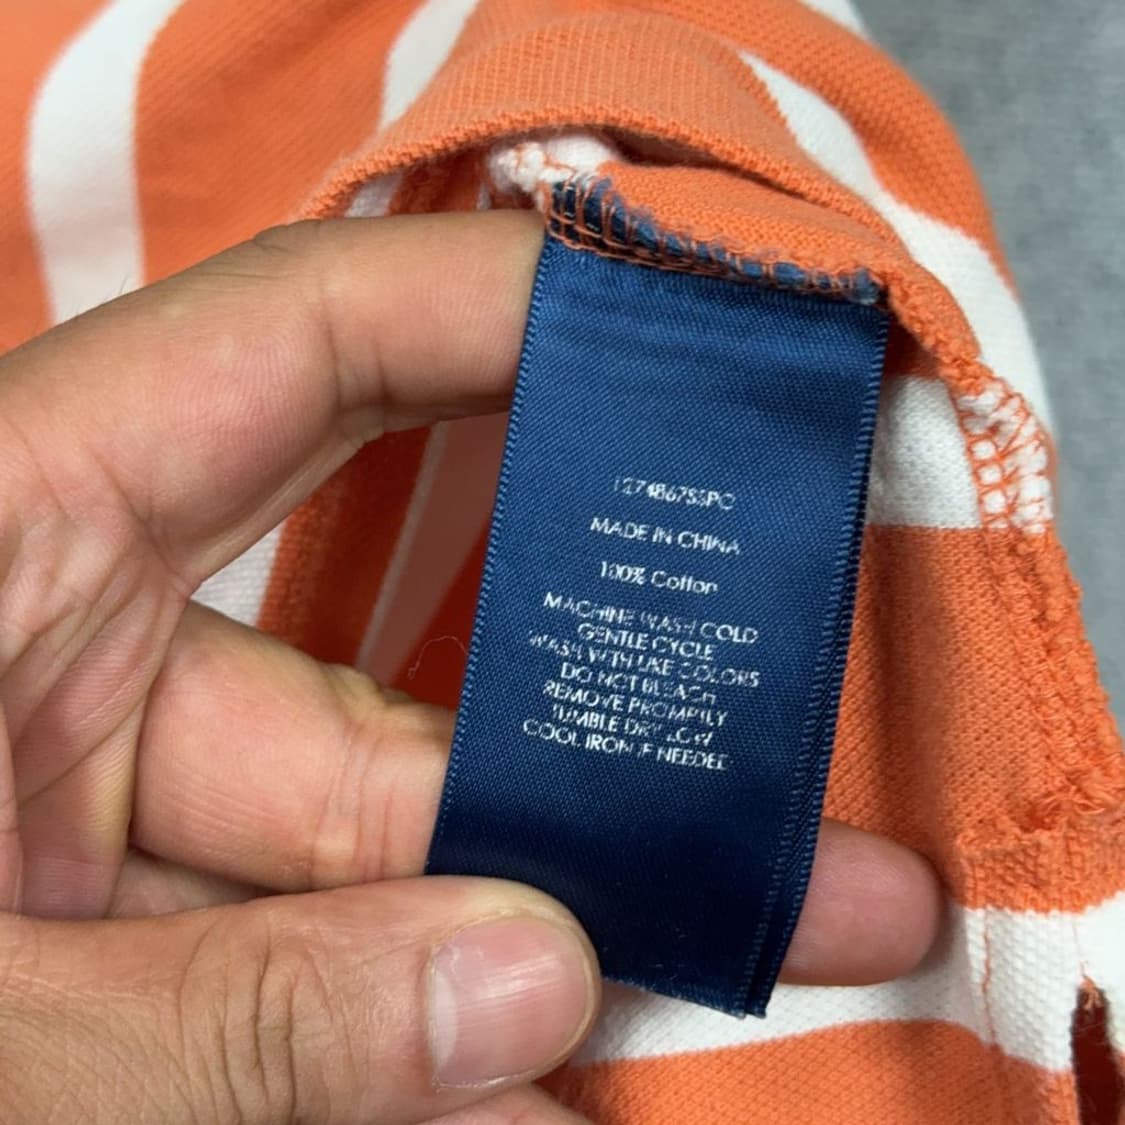 MADE IN CHINA
100% Cotton
MACHINE WASH COLD
GENTLE CYCLE
WASH WITH LIKE COLORS
DO NOT BLEACH
REMOVE PROMPTLY
TUMBLE DRY LOW
COOL IRON IF NEEDED